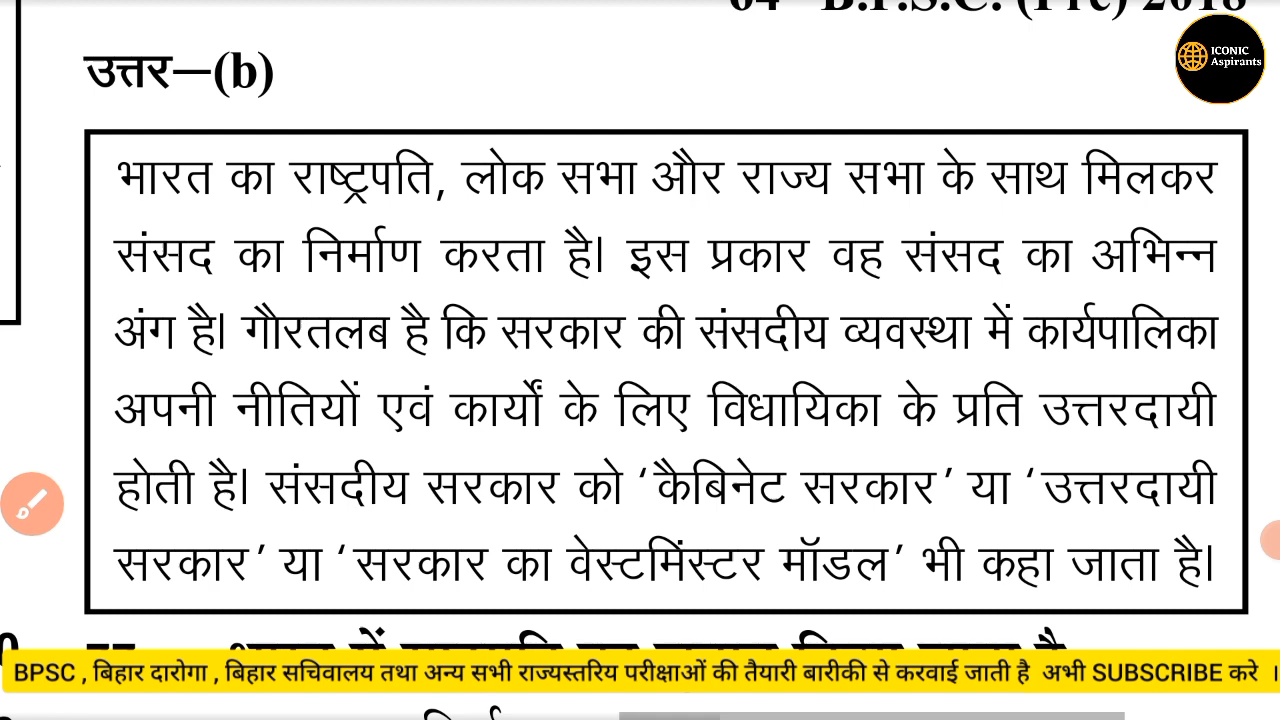 64 B.P.S.C. (Pre) 2018
ICONIC
Aspirants
उत्तर—(b)
भारत का राष्ट्रपति, लोक सभा और राज्य सभा के साथ मिलकर
संसद का निर्माण करता है। इस प्रकार वह संसद का अभिन्न
अंग है। गौरतलब है कि सरकार की संसदीय व्यवस्था में कार्यपालिका
अपनी नीतियों एवं कार्यों के लिए विधायिका के प्रति उत्तरदायी
होती है। संसदीय सरकार को ‘कैबिनेट सरकार’ या ‘उत्तरदायी
सरकार’ या ‘सरकार का वेस्टमिंस्टर मॉडल’ भी कहा जाता है।
BPSC , बिहार दारोगा , बिहार सचिवालय तथा अन्य सभी राज्यस्तरिय परीक्षाओं की तैयारी बारीकी से करवाई जाती है अभी SUBSCRIBE करे ।